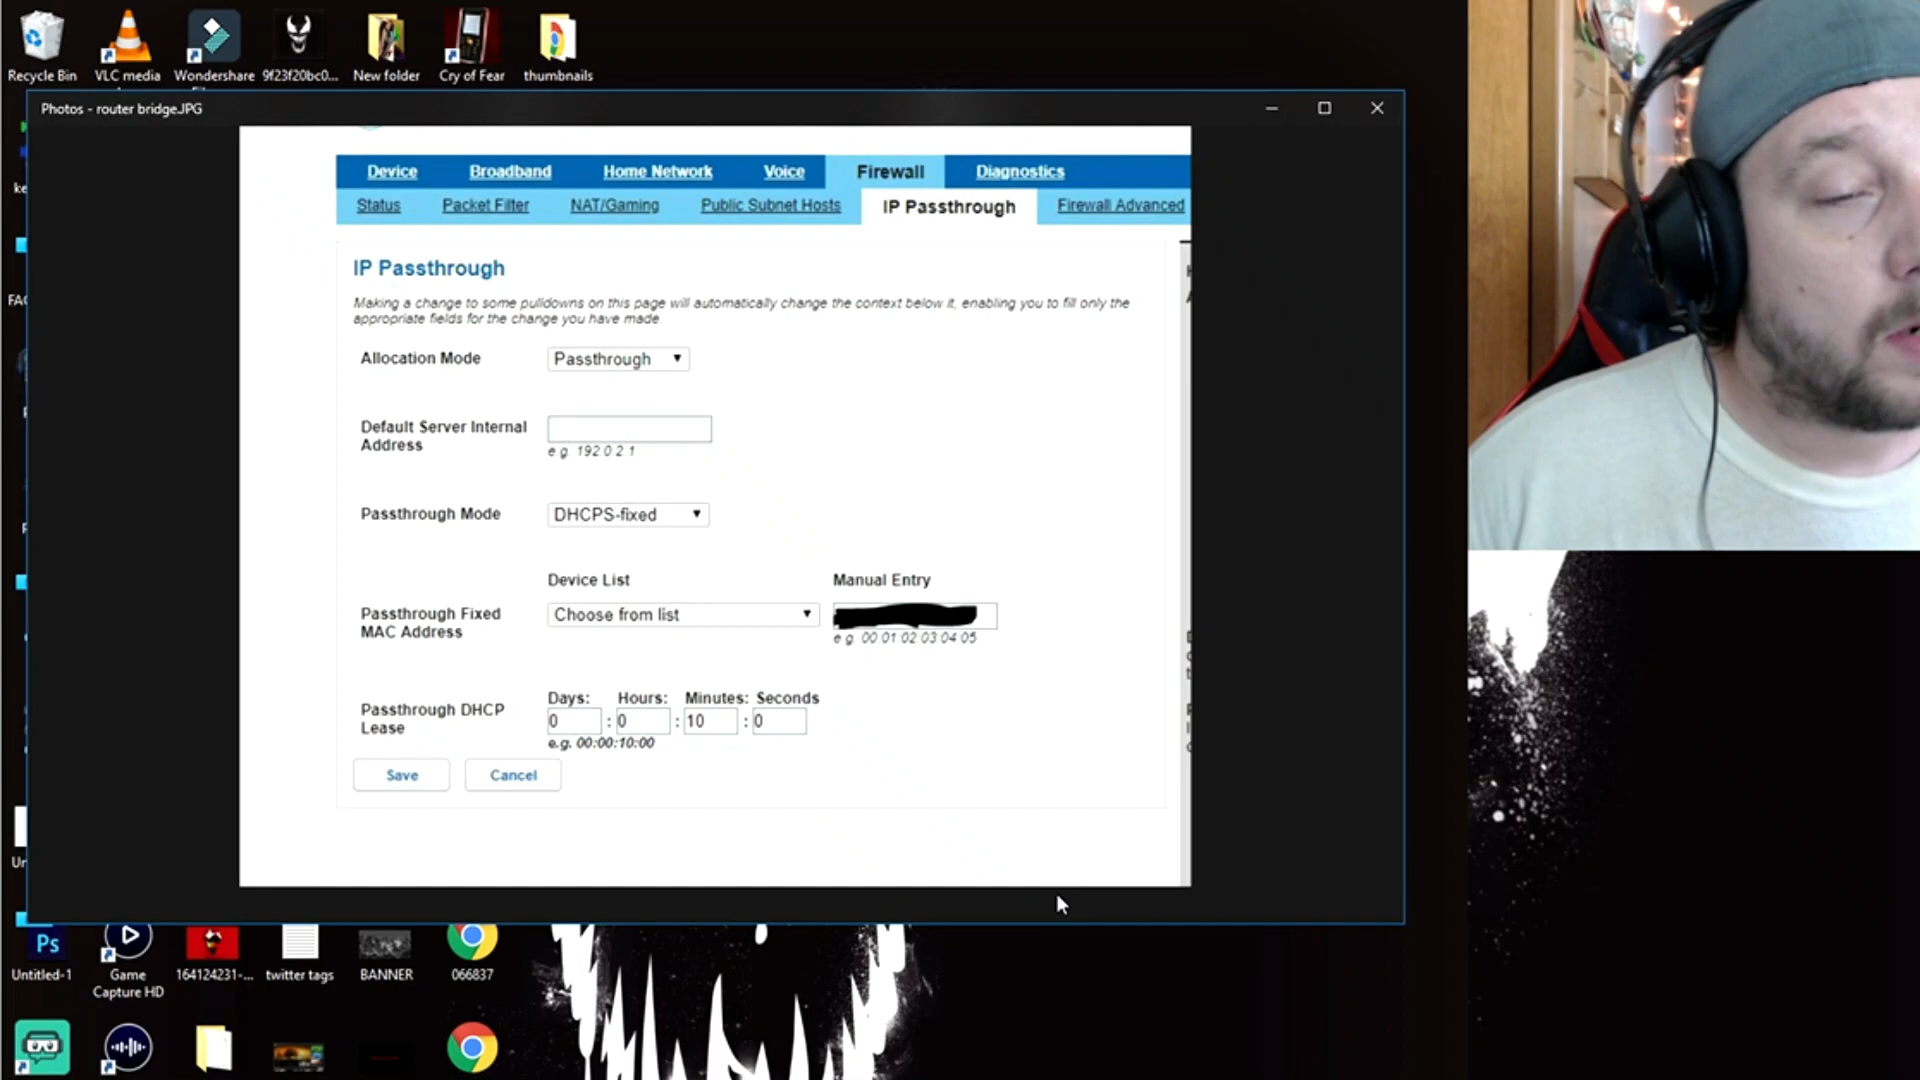 Recycle Bin
VLC media
Wondershare
9f23f20bc0...
New folder
Cry of Fear
thumbnails
Photos - router bridge.JPG
Device
Broadband
Home Network
Voice
Firewall
Diagnostics
Status
Packet Filter
NAT/Gaming
Public Subnet Hosts
IP Passthrough
Firewall Advanced
IP Passthrough
Making a change to some pulldowns on this page will automatically change the context below it, enabling you to fill only the
appropriate fields for the change you have made
Allocation Mode
Passthrough
Default Server Internal
Address
e g 192 0 2 1
Passthrough Mode
DHCPS-fixed
Device List
Manual Entry
Passthrough Fixed
MAC Address
Choose from list
e g 00 01 02 03 04 05
Days: Hours: Minutes: Seconds
Passthrough DHCP
Lease
0 : 0 : 10 : 0
e.g. 00:00:10:00
Save
Cancel
Ps
Untitled-1
Game
Capture HD
164124231-...
twitter tags
BANNER
066837